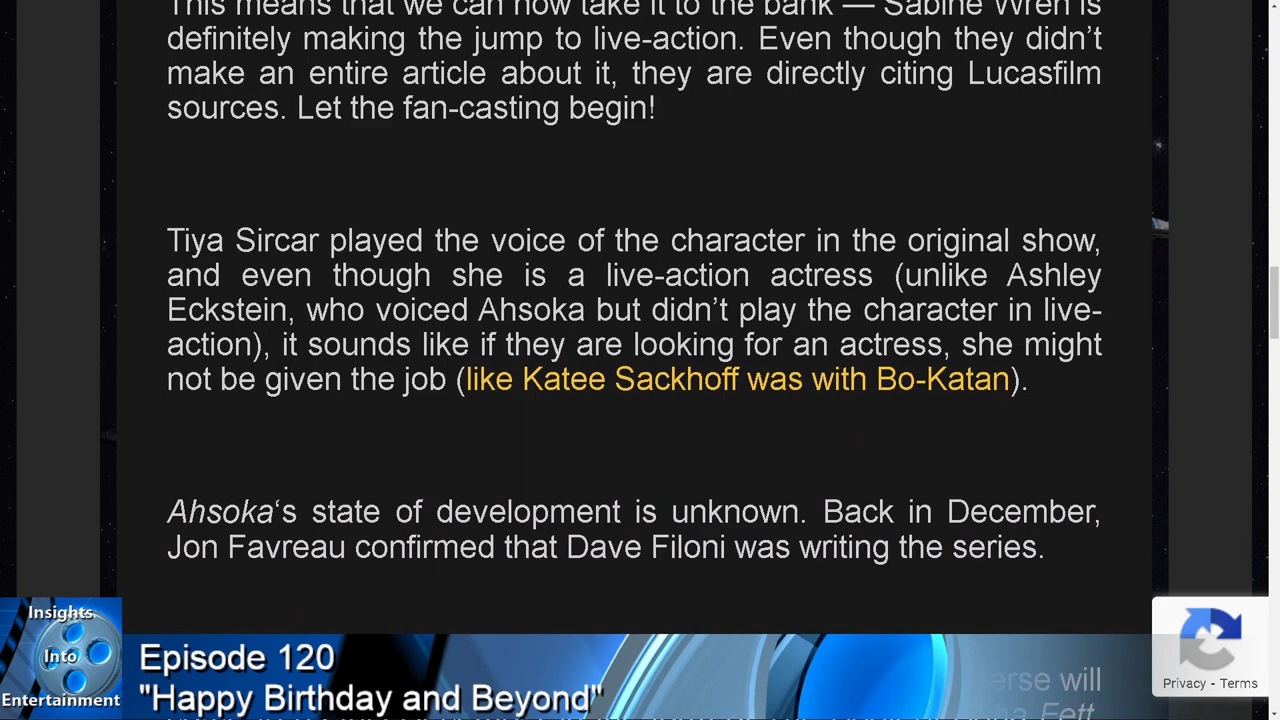 This means that we can now take it to the bank — Sabine Wren is
definitely making the jump to live-action. Even though they didn’t
make an entire article about it, they are directly citing Lucasfilm
sources. Let the fan-casting begin!
Tiya Sircar played the voice of the character in the original show,
and even though she is a live-action actress (unlike Ashley
Eckstein, who voiced Ahsoka but didn’t play the character in live-
action), it sounds like if they are looking for an actress, she might
not be given the job (like Katee Sackhoff was with Bo-Katan).
Ahsoka‘s state of development is unknown. Back in December,
Jon Favreau confirmed that Dave Filoni was writing the series.
erse will
Fett
Insights
Into
Entertainment
Episode 120
"Happy Birthday and Beyond"
Privacy - Terms